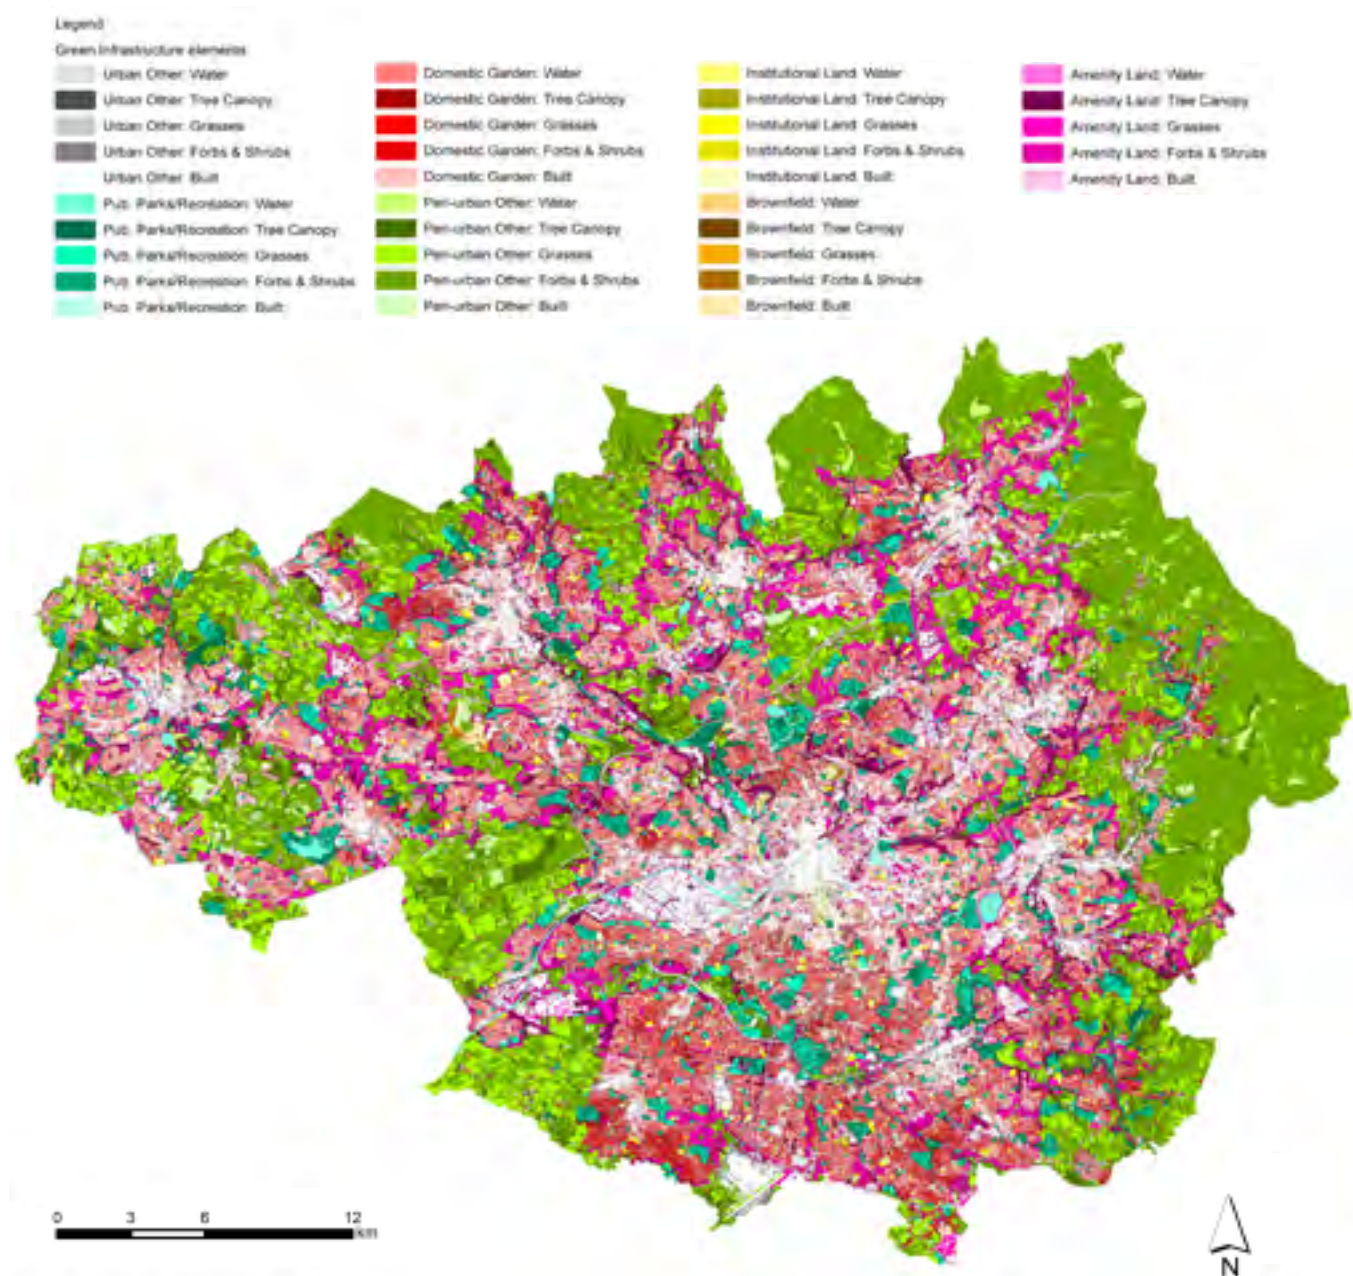 Legend
Green Infrastructure elements
Urban Other: Water
Urban Other: Tree Canopy
Urban Other: Grasses
Urban Other: Forbs & Shrubs
Urban Other: Built
Pub. Parks/Recreation: Water
Pub. Parks/Recreation: Tree Canopy
Pub. Parks/Recreation: Grasses
Pub. Parks/Recreation: Forbs & Shrubs
Pub. Parks/Recreation: Built
Domestic Garden: Water
Domestic Garden: Tree Canopy
Domestic Garden: Grasses
Domestic Garden: Forbs & Shrubs
Domestic Garden: Built
Peri-urban Other: Water
Peri-urban Other: Tree Canopy
Peri-urban Other: Grasses
Peri-urban Other: Forbs & Shrubs
Peri-urban Other: Built
Institutional Land: Water
Institutional Land: Tree Canopy
Institutional Land: Grasses
Institutional Land: Forbs & Shrubs
Institutional Land: Built
Brownfield: Water
Brownfield: Tree Canopy
Brownfield: Grasses
Brownfield: Forbs & Shrubs
Brownfield: Built
Amenity Land: Water
Amenity Land: Tree Canopy
Amenity Land: Grasses
Amenity Land: Forbs & Shrubs
Amenity Land: Built
0 3 6 12
km
N